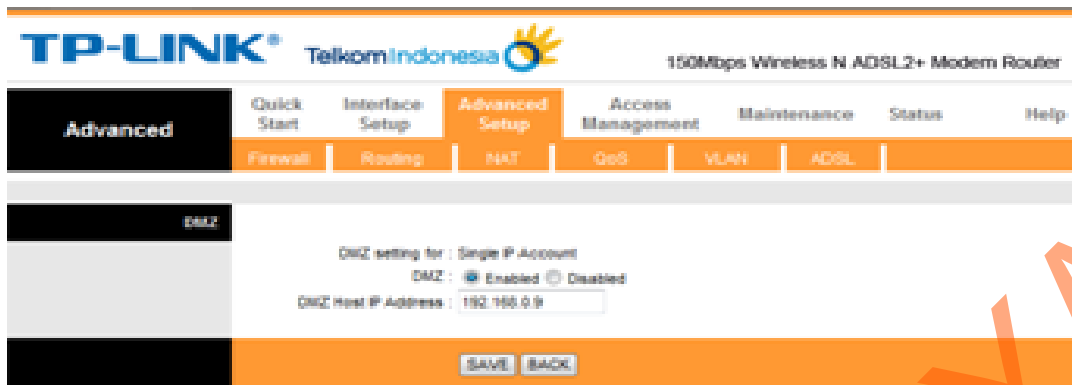 TP-LINK® TelkomIndonesia
150Mbps Wireless N ADSL2+ Modem Router
Advanced
Quick Start Interface Setup Advanced Setup Access Management Maintenance Status Help
Firewall Routing NAT QoS VLAN ADSL
DMZ
DMZ setting for : Single IP Account
DMZ : Enabled Disabled
DMZ Host IP Address : 192.168.0.9
SAVE BACK